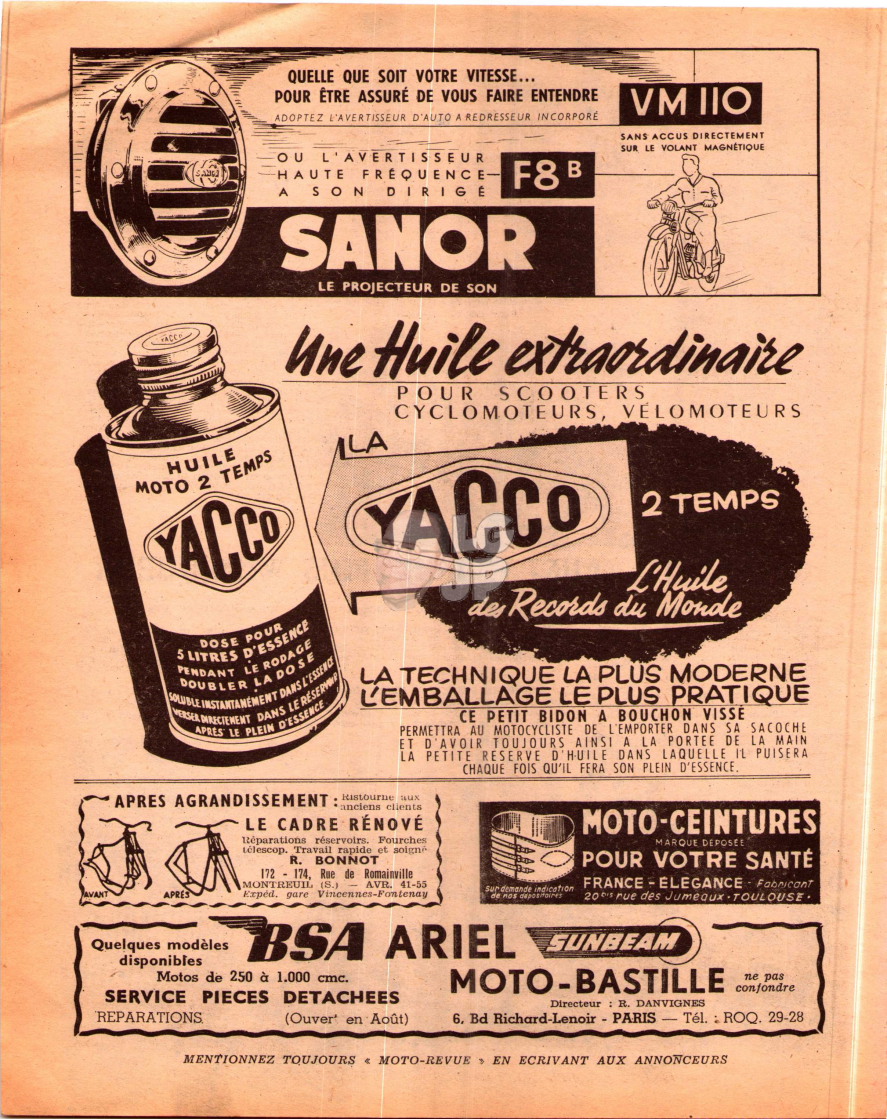 QUELLE QUE SOIT VOTRE VITESSE...
POUR ÊTRE ASSURÉ DE VOUS FAIRE ENTENDRE
ADOPTEZ L'AVERTISSEUR D'AUTO A REDRESSEUR INCORPORÉ
VM 110
SANS ACCUS DIRECTEMENT
SUR LE VOLANT MAGNÉTIQUE
OU L'AVERTISSEUR
HAUTE FRÉQUENCE
A SON DIRIGÉ
F8 B
SANOR
SANOR
LE PROJECTEUR DE SON
YACCO
Une Huile extraordinaire
POUR SCOOTERS
CYCLOMOTEURS, VÉLOMOTEURS
HUILE
MOTO 2 TEMPS
YACCO
DOSE POUR
5 LITRES D'ESSENCE
PENDANT LE RODAGE
DOUBLER LA DOSE
SOLUBLE INSTANTANÉMENT DANS L'ESSENCE
VERSER DIRECTEMENT DANS LE RÉSERVOIR
APRÈS LE PLEIN D'ESSENCE
LA
YACCO
2 TEMPS
LC
JP
L'Huile
des Records du Monde
LA TECHNIQUE LA PLUS MODERNE
L'EMBALLAGE LE PLUS PRATIQUE
CE PETIT BIDON A BOUCHON VISSÉ
PERMETTRA AU MOTOCYCLISTE DE L'EMPORTER DANS SA SACOCHE
ET D'AVOIR TOUJOURS AINSI A LA PORTÉE DE LA MAIN
LA PETITE RESERVE D'HUILE DANS LAQUELLE IL PUISERA
CHAQUE FOIS QU'IL FERA SON PLEIN D'ESSENCE.
APRES AGRANDISSEMENT : Ristourne aux
anciens clients
LE CADRE RÉNOVÉ
Réparations réservoirs. Fourches
télescop. Travail rapide et soigné
R. BONNOT
172 - 174, Rue de Romainville
MONTREUIL (S.) — AVR. 41-55
Expéd. gare Vincennes-Fontenay
AVANT
APRÈS
MOTO-CEINTURES
MARQUE DEPOSÉE
POUR VOTRE SANTÉ
FRANCE - ÉLEGANCE - Fabricant
20 bis rue des Jumeaux - TOULOUSE
Sur demande indication
de nos dépositaires
Quelques modèles
disponibles
BSA ARIEL SUNBEAM
Motos de 250 à 1.000 cmc.
SERVICE PIECES DETACHEES
REPARATIONS (Ouver' en Août)
MOTO-BASTILLE
ne pas
confondre
Directeur : R. DANVIGNES
6, Bd Richard-Lenoir - PARIS — Tél. : ROQ. 29-28
MENTIONNEZ TOUJOURS « MOTO-REVUE » EN ECRIVANT AUX ANNONCEURS